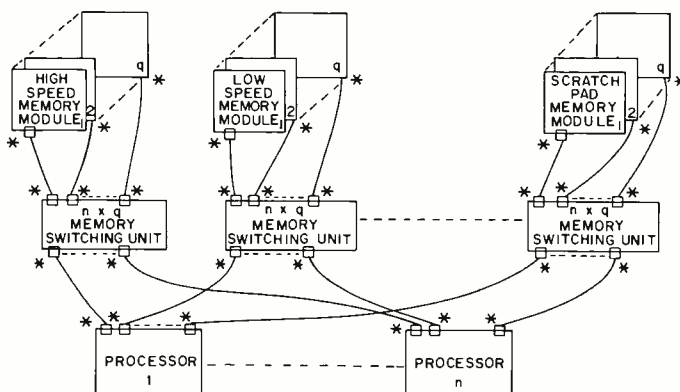 q
HIGH
SPEED
MEMORY
MODULE 1
2
*
*
*
q
LOW
SPEED
MEMORY
MODULE 1
2
*
*
*
q
SCRATCH
PAD
MEMORY
MODULE 1
2
*
*
*
* * *
n x q
MEMORY
SWITCHING UNIT
* *
* * *
n x q
MEMORY
SWITCHING UNIT
* *
* * *
n x q
MEMORY
SWITCHING UNIT
* *
* * *
PROCESSOR
1
* * *
PROCESSOR
n